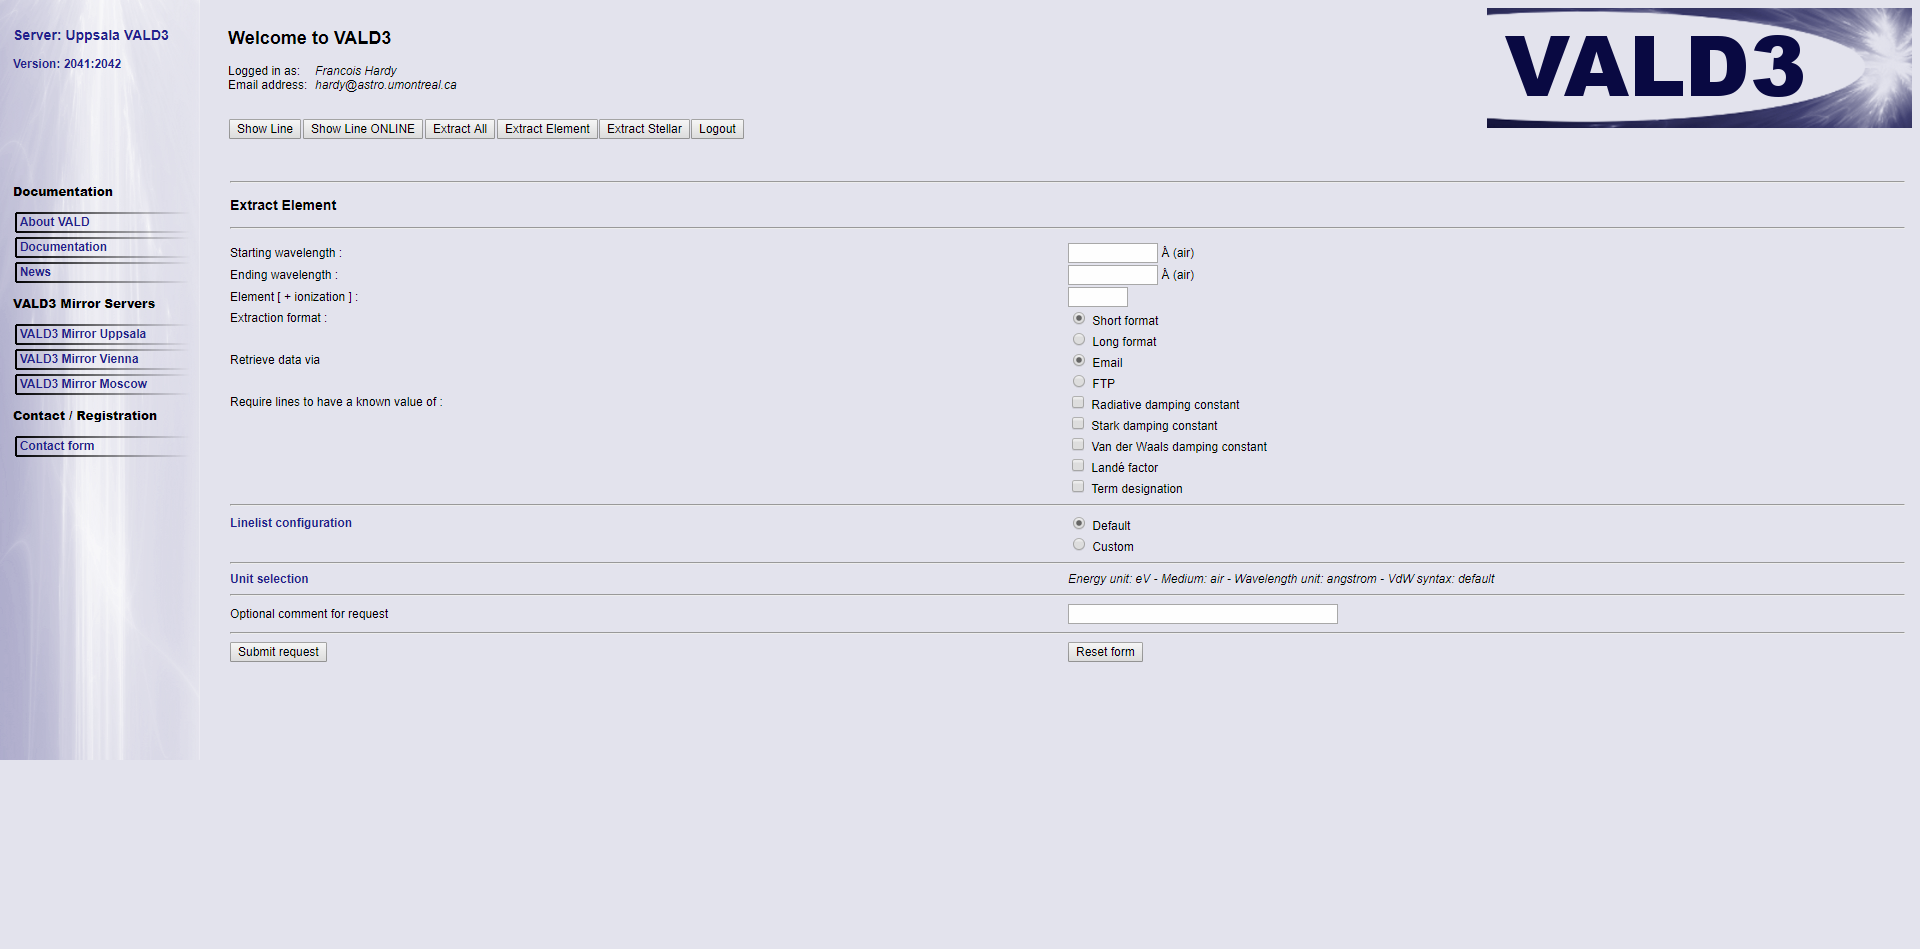 Server: Uppsala VALD3
Version: 2041:2042
Documentation
About VALD
Documentation
News
VALD3 Mirror Servers
VALD3 Mirror Uppsala
VALD3 Mirror Vienna
VALD3 Mirror Moscow
Contact / Registration
Contact form
Welcome to VALD3
VALD3
Logged in as: Francois Hardy
Email address: hardy@astro.umontreal.ca
Show Line Show Line ONLINE Extract All Extract Element Extract Stellar Logout
Extract Element
Starting wavelength : Å (air)
Ending wavelength : Å (air)
Element [ + ionization ] :
Extraction format : Short format
Long format
Retrieve data via Email
FTP
Require lines to have a known value of : Radiative damping constant
Stark damping constant
Van der Waals damping constant
Landé factor
Term designation
Linelist configuration Default
Custom
Unit selection Energy unit: eV - Medium: air - Wavelength unit: angstrom - VdW syntax: default
Optional comment for request
Submit request Reset form